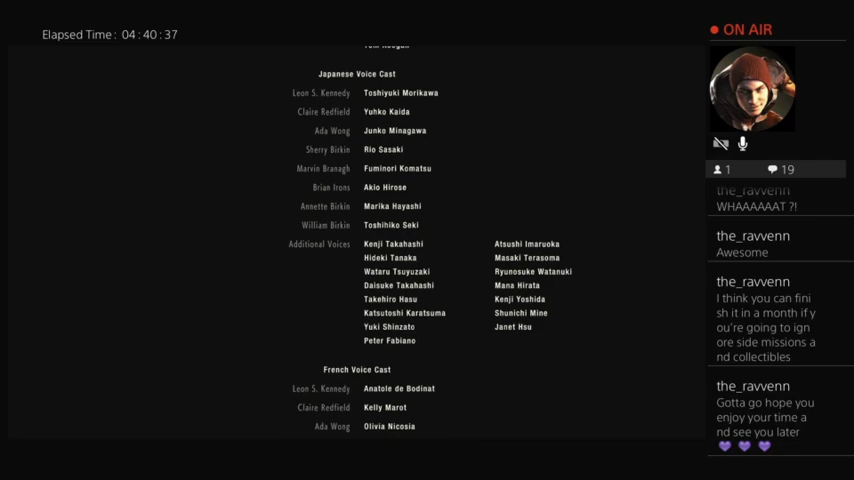 Elapsed Time : 04:40:37
Japanese Voice Cast
Leon S. Kennedy Toshiyuki Morikawa
Claire Redfield Yuhko Kaida
Ada Wong Junko Minagawa
Sherry Birkin Rio Sasaki
Marvin Branagh Fuminori Komatsu
Brian Irons Akio Hirose
Annette Birkin Marika Hayashi
William Birkin Toshihiko Seki
Additional Voices Kenji Takahashi Atsushi Imaruoka
Hideki Tanaka Masaki Terasoma
Wataru Tsuyuzaki Ryunosuke Watanuki
Daisuke Takahashi Mana Hirata
Takehiro Hasu Kenji Yoshida
Katsutoshi Karatsuma Shunichi Mine
Yuki Shinzato Janet Hsu
Peter Fabiano
French Voice Cast
Leon S. Kennedy Anatole de Bodinat
Claire Redfield Kelly Marot
Ada Wong Olivia Nicosia
ON AIR
1 19
the_ravvenn
WHAAAAAT ?!
the_ravvenn
Awesome
the_ravvenn
I think you can fini
sh it in a month if y
ou're going to ign
ore side missions a
nd collectibles
the_ravvenn
Gotta go hope you
enjoy your time a
nd see you later
💜 💜 💜